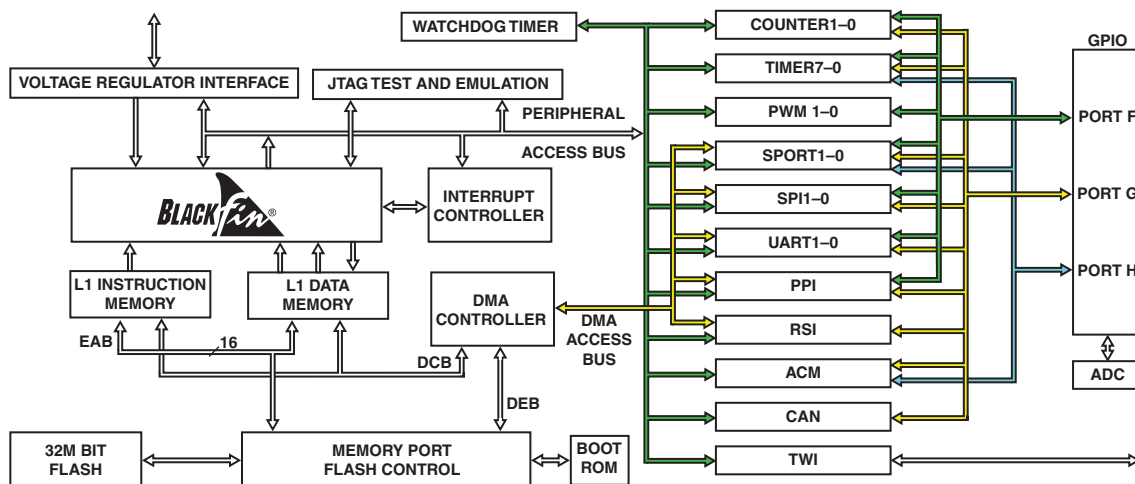 WATCHDOG TIMER
VOLTAGE REGULATOR INTERFACE
JTAG TEST AND EMULATION
PERIPHERAL
ACCESS BUS
BLACKfin®
INTERRUPT
CONTROLLER
L1 INSTRUCTION
MEMORY
L1 DATA
MEMORY
DMA
CONTROLLER
EAB
16
DCB
DEB
DMA
ACCESS
BUS
32M BIT
FLASH
MEMORY PORT
FLASH CONTROL
BOOT
ROM
COUNTER1–0
TIMER7–0
PWM 1–0
SPORT1–0
SPI1–0
UART1–0
PPI
RSI
ACM
CAN
TWI
GPIO
PORT F
PORT G
PORT H
ADC